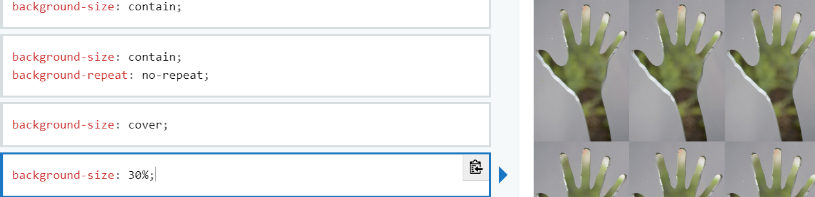 background-size: contain;
background-size: contain;
background-repeat: no-repeat;
background-size: cover;
background-size: 30%;